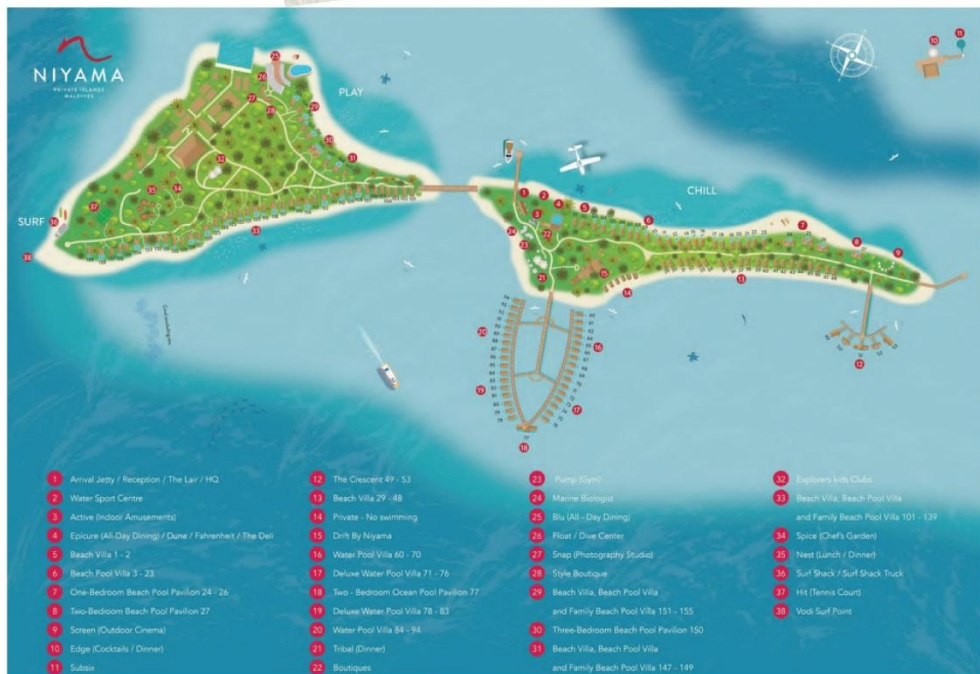 NIYAMA
PRIVATE ISLANDS
MALDIVES
PLAY
SURF
CHILL
1 Arrival Jetty / Reception / The Lair / HQ
2 Water Sport Centre
3 Active (Indoor Amusements)
4 Epicure (All-Day Dining) / Dune / Fahrenheit / The Deli
5 Beach Villa 1 - 2
6 Beach Pool Villa 3 - 23
7 One-Bedroom Beach Pool Pavilion 24 - 26
8 Two-Bedroom Beach Pool Pavilion 27
9 Screen (Outdoor Cinema)
10 Edge (Cocktails / Dinner)
11 Subsix
12 The Crescent 49 - 53
13 Beach Villa 29 - 48
14 Private - No swimming
15 Drift By Niyama
16 Water Pool Villa 60 - 70
17 Deluxe Water Pool Villa 71 - 76
18 Two - Bedroom Ocean Pool Pavilion 77
19 Deluxe Water Pool Villa 78 - 83
20 Water Pool Villa 84 - 94
21 Tribal (Dinner)
22 Boutiques
23 Pump (Gym)
24 Marine Biologist
25 Blu (All - Day Dining)
26 Float / Dive Center
27 Snap (Photography Studio)
28 Style Boutique
29 Beach Villa, Beach Pool Villa
and Family Beach Pool Villa 151 - 155
30 Three-Bedroom Beach Pool Pavilion 150
31 Beach Villa, Beach Pool Villa
and Family Beach Pool Villa 147 - 149
32 Explorers kids Clubs
33 Beach Villa, Beach Pool Villa
and Family Beach Pool Villa 101 - 139
34 Spice (Chef's Garden)
35 Nest (Lunch / Dinner)
36 Surf Shack / Surf Shack Truck
37 Hit (Tennis Court)
38 Vodi Surf Point